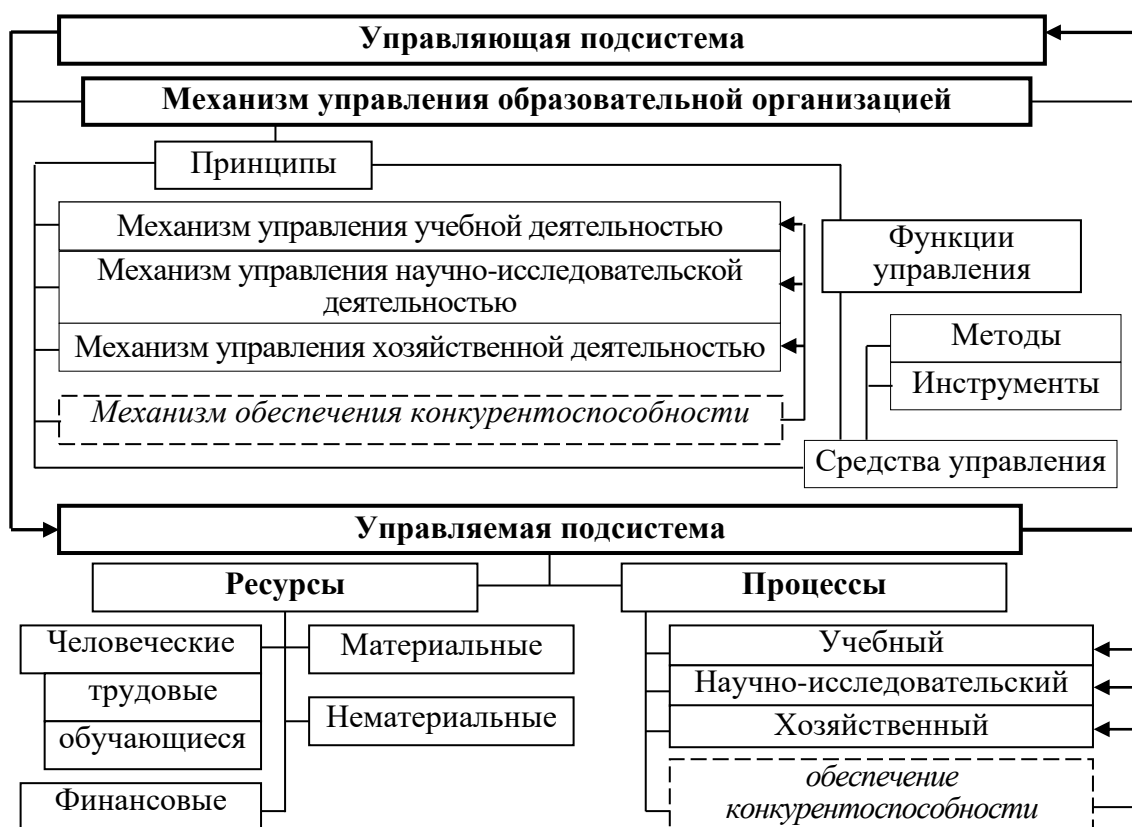 Управляющая подсистема
Механизм управления образовательной организацией
Принципы
Механизм управления учебной деятельностью
Механизм управления научно-исследовательской
деятельностью
Механизм управления хозяйственной деятельностью
Механизм обеспечения конкурентоспособности
Функции
управления
Методы
Инструменты
Средства управления
Управляемая подсистема
Ресурсы
Процессы
Человеческие
трудовые
обучающиеся
Финансовые
Материальные
Нематериальные
Учебный
Научно-исследовательский
Хозяйственный
обеспечение
конкурентоспособности